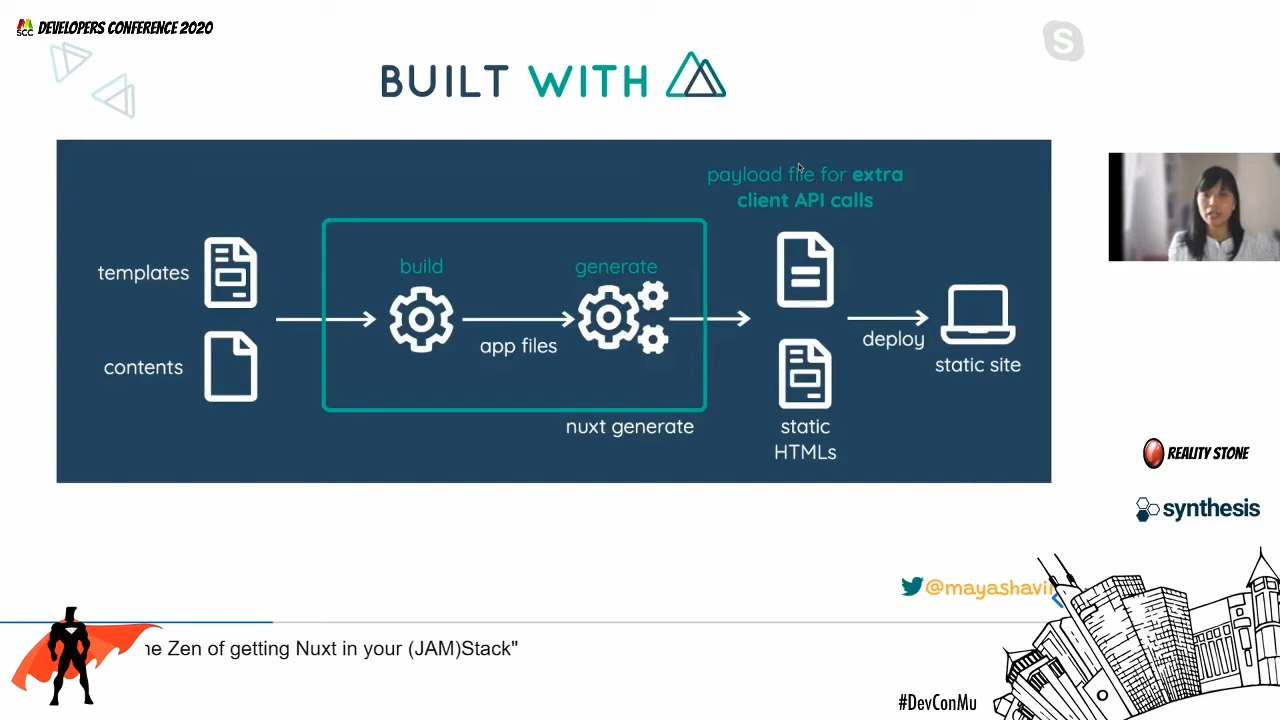 SCC DEVELOPERS CONFERENCE 2020
S
BUILT WITH
payload file for extra
client API calls
templates
build
generate
app files
contents
deploy
static site
nuxt generate
static
HTMLs
REALITY STONE
synthesis
@mayashavi
he Zen of getting Nuxt in your (JAM)Stack"
#DevConMu